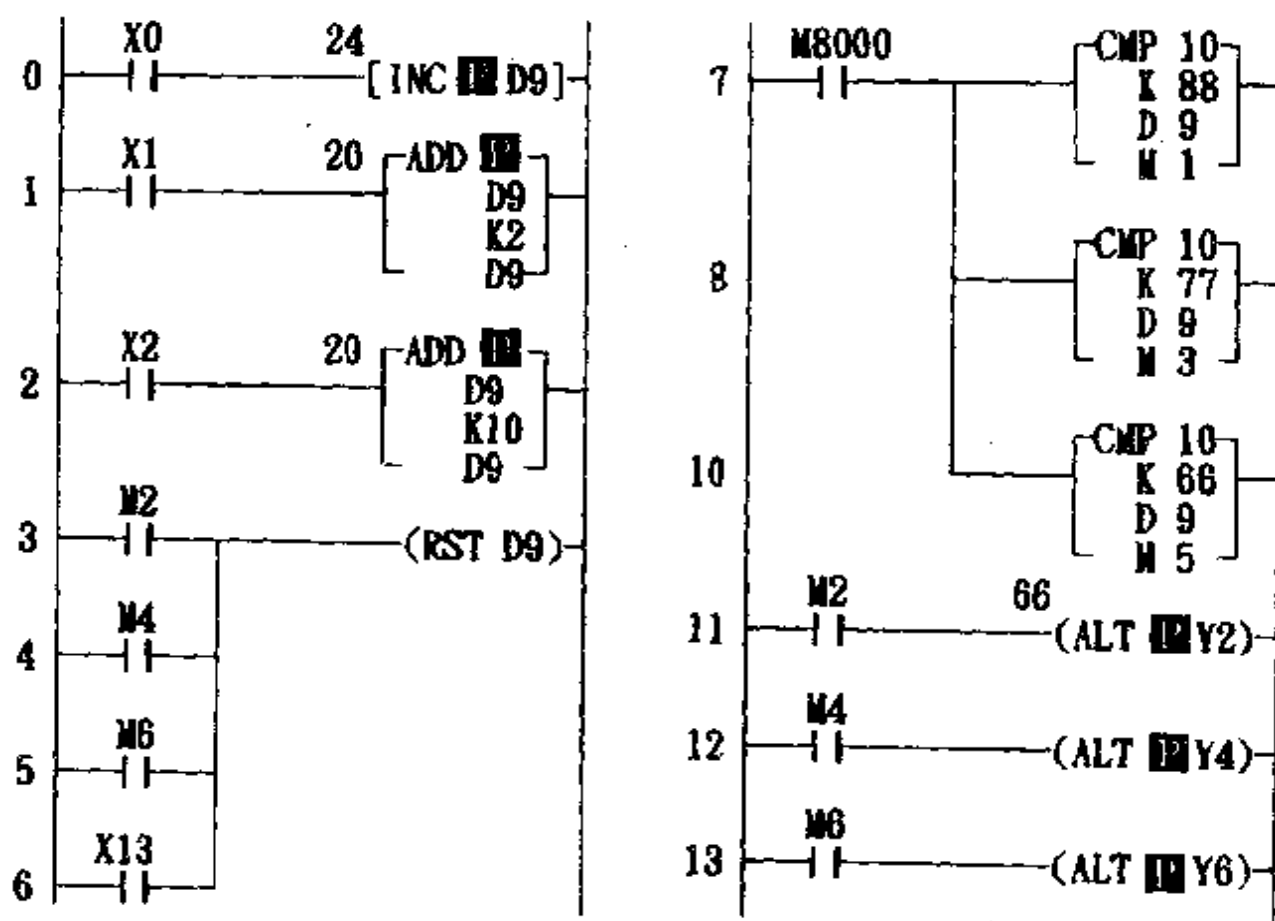 X0 24
0 [INC P D9]
X1 20 ADD P
1 D9
K2
D9
X2 20 ADD P
2 D9
K10
D9
M2
3 (RST D9)
M4
4
M6
5
X13
6
M8000 CMP 10
7 K 88
D 9
M 1
CMP 10
8 K 77
D 9
M 3
CMP 10
10 K 66
D 9
M 5
M2 66
11 (ALT P Y2)
M4
12 (ALT P Y4)
M6
13 (ALT P Y6)